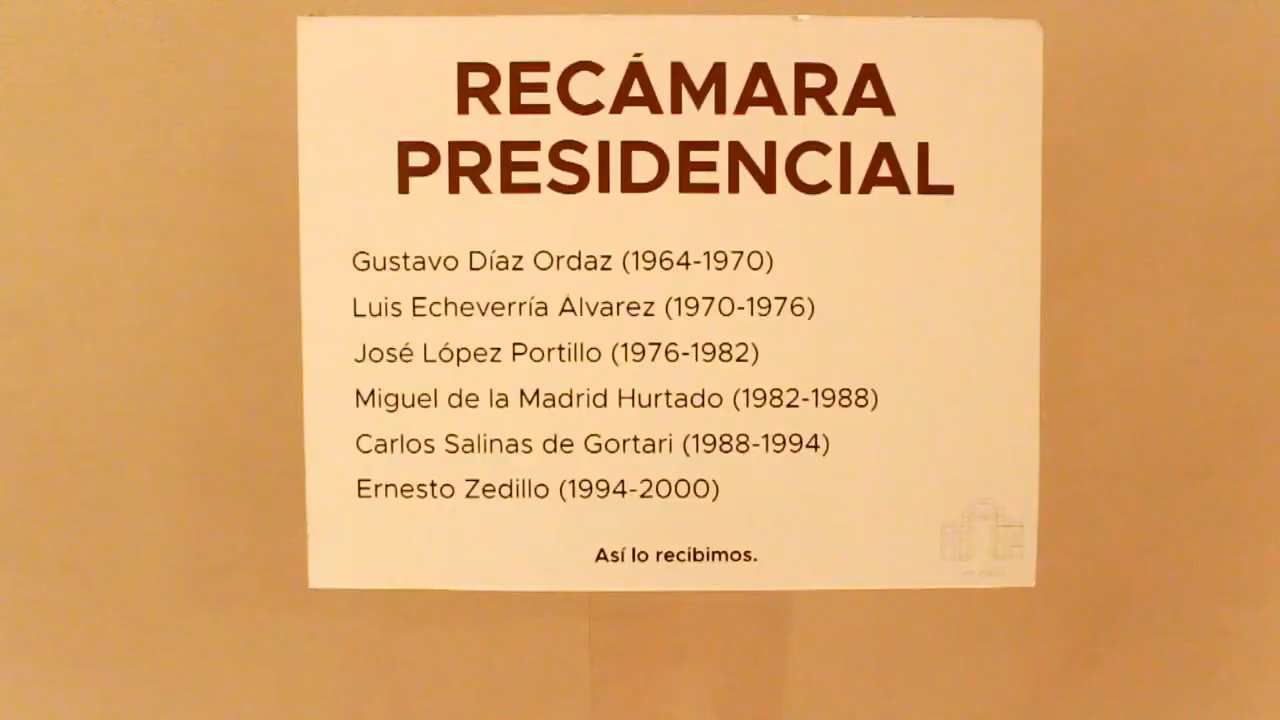 RECÁMARA
PRESIDENCIAL
Gustavo Díaz Ordaz (1964-1970)
Luis Echeverría Álvarez (1970-1976)
José López Portillo (1976-1982)
Miguel de la Madrid Hurtado (1982-1988)
Carlos Salinas de Gortari (1988-1994)
Ernesto Zedillo (1994-2000)
Así lo recibimos.